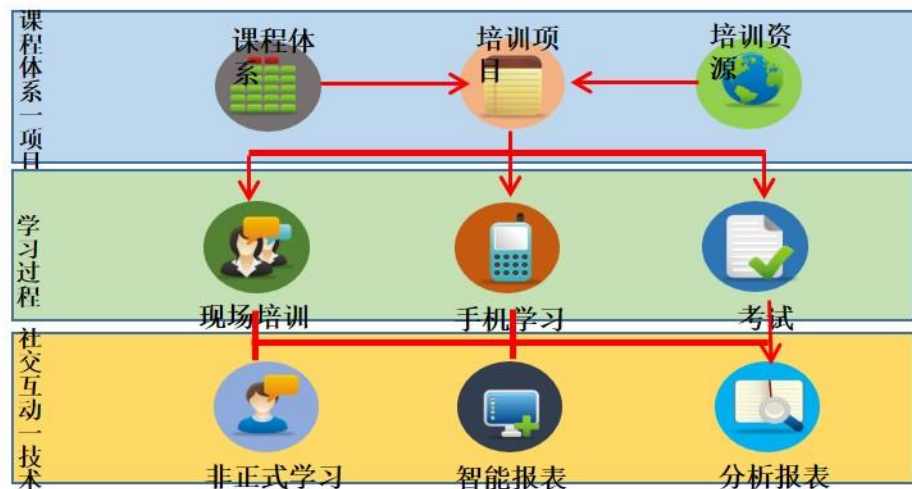 课程体系一项目
课程体
系
培训项
目
培训资
源
学习过程
现场培训
手机学习
考试
社交互动一技术
非正式学习
智能报表
分析报表